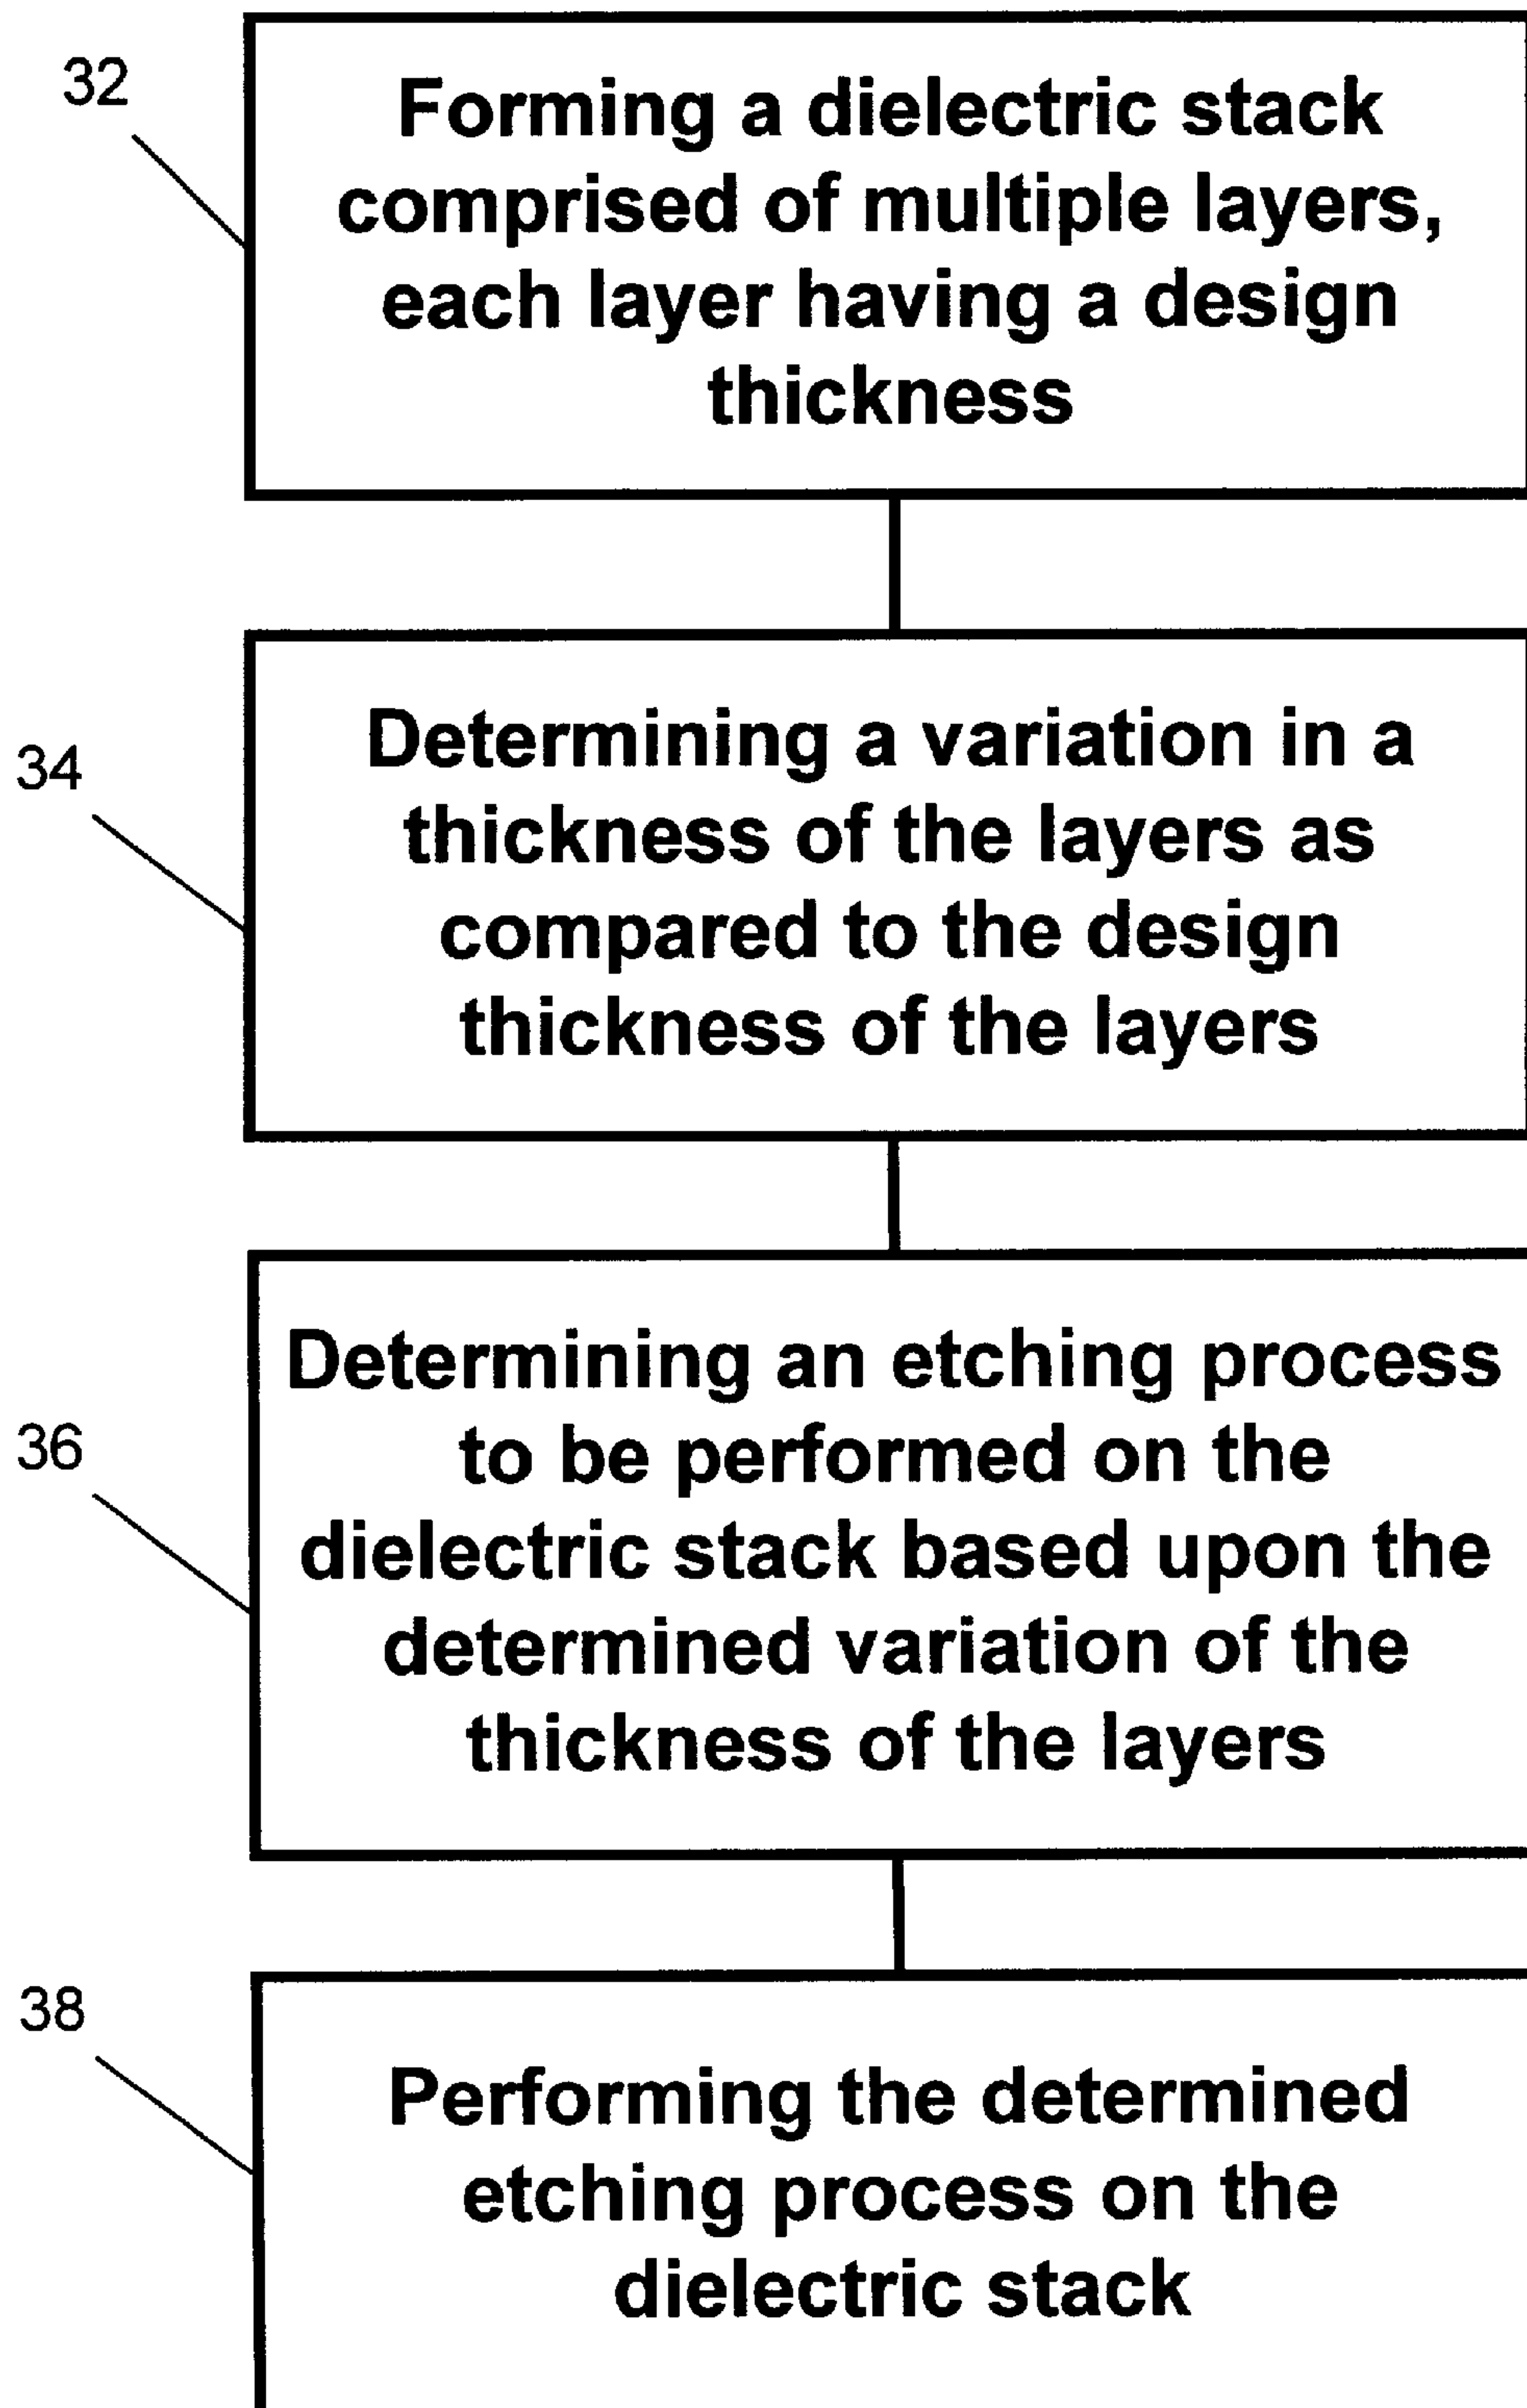 32
Forming a dielectric stack
comprised of multiple layers,
each layer having a design
thickness
34
Determining a variation in a
thickness of the layers as
compared to the design
thickness of the layers
36
Determining an etching process
to be performed on the
dielectric stack based upon the
determined variation of the
thickness of the layers
38
Performing the determined
etching process on the
dielectric stack